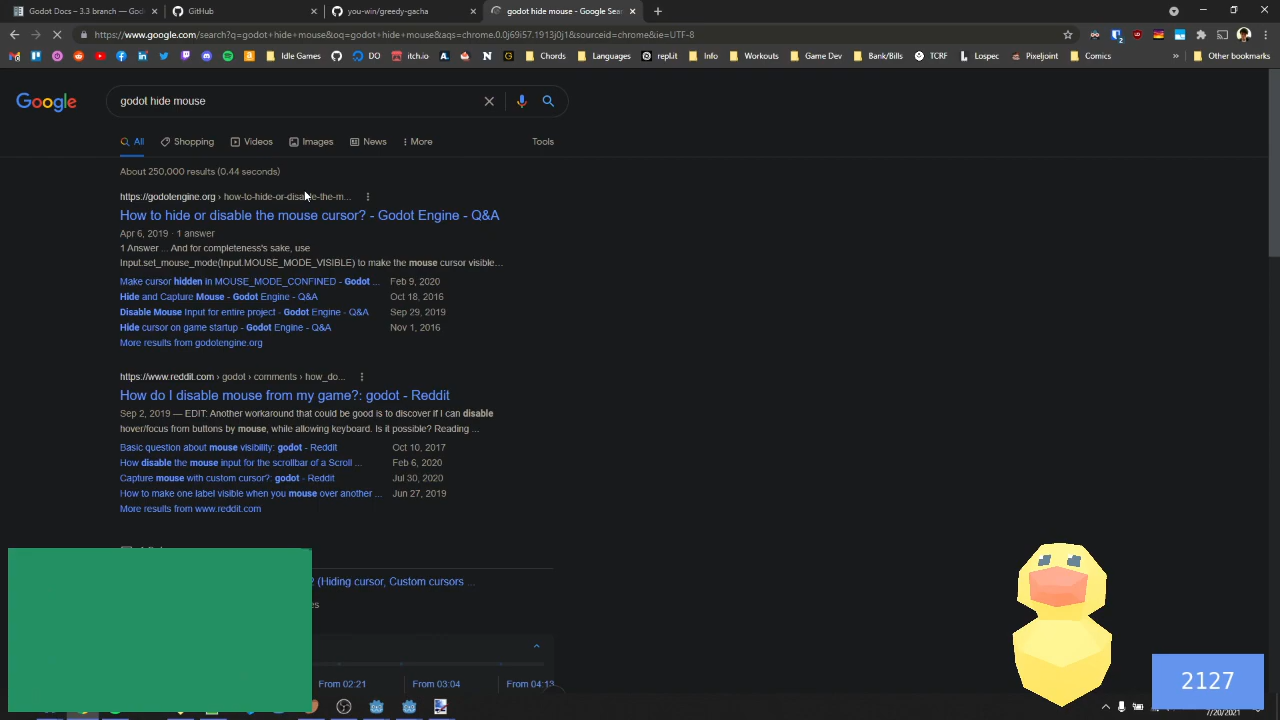 Godot Docs – 3.3 branch — God
GitHub
you-win/greedy-gacha
godot hide mouse - Google Sear
https://www.google.com/search?q=godot+hide+mouse&oq=godot+hide+mouse&aqs=chrome.0.0j69i57.1913j0j1&sourceid=chrome&ie=UTF-8
Idle Games
DO
itch.io
Chords
Language
repl.it
Info
Workouts
Game Dev
Bank/Bills
TCRF
Lospec
Pixeljoint
Comics
Other bookmarks
Google
godot hide mouse
All
Shopping
Videos
Images
News
More
Tools
About 250,000 results (0.44 seconds)
https://godotengine.org › how-to-hide-or-disable-the-m...
How to hide or disable the mouse cursor? - Godot Engine - Q&A
Apr 6, 2019 · 1 answer
1 Answer ... And for completeness's sake, use
Input.set_mouse_mode(Input.MOUSE_MODE_VISIBLE) to make the mouse cursor visible…
Make cursor hidden in MOUSE_MODE_CONFINED - Godot ... Feb 9, 2020
Hide and Capture Mouse - Godot Engine - Q&A Oct 18, 2016
Disable Mouse Input for entire project - Godot Engine - Q&A Sep 29, 2019
Hide cursor on game startup - Godot Engine - Q&A Nov 1, 2016
More results from godotengine.org
https://www.reddit.com › godot › comments › how_do...
How do I disable mouse from my game?: godot - Reddit
Sep 2, 2019 — EDIT: Another workaround that could be good is to discover if I can disable
hover/focus from buttons by mouse, while allowing keyboard. Is it possible? Reading ...
Basic question about mouse visibility: godot - Reddit Oct 10, 2017
How disable the mouse input for the scrollbar of a Scroll ... Feb 6, 2020
Capture mouse with custom cursor?: godot - Reddit Jul 30, 2020
How to make one label visible when you mouse over another ... Jun 27, 2019
More results from www.reddit.com
? (Hiding cursor, Custom cursors ...
From 02:21
From 03:04
From 04:13
2127
7/20/2021